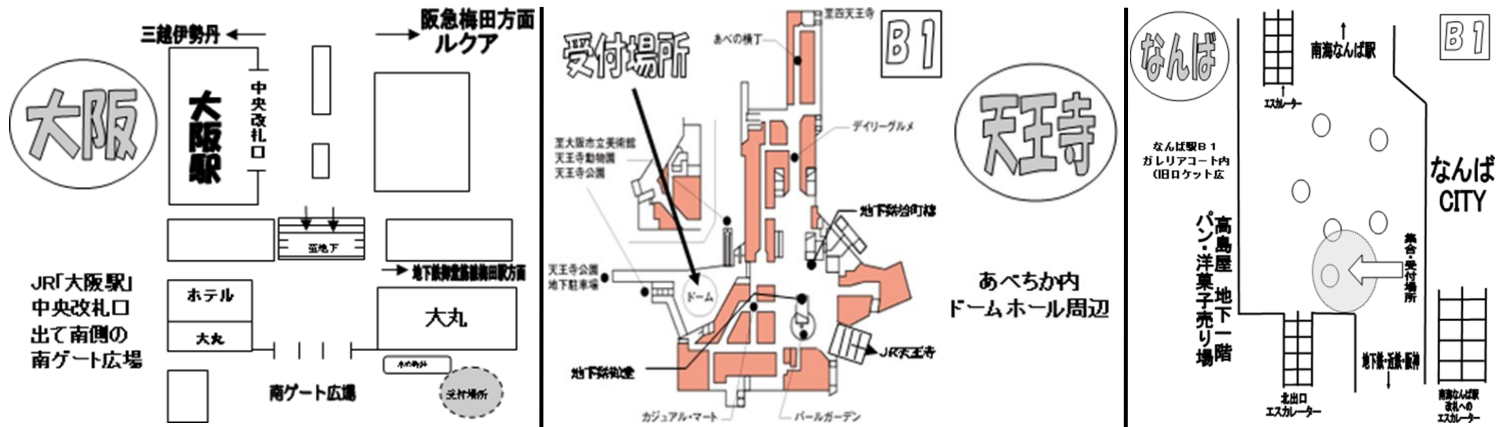 三越伊勢丹
阪急梅田方面
ルクア
大阪
大阪駅
中央改札口
至地下
地下鉄御堂筋線梅田駅方面
JR「大阪駅」
中央改札口
出て南側の
南ゲート広場
ホテル
大丸
大丸
水の時計
南ゲート広場
受付場所
受付場所
B1
至四天王寺
あべの横丁
天王寺
デイリーグルメ
至大阪市立美術館
天王寺動物園
天王寺公園
地下鉄谷町線
天王寺公園
地下駐車場
ドーム
あべちか内
ドームホール周辺
JR天王寺
地下鉄御堂
カジュアル・マート
パールガーデン
なんば
B1
南海なんば駅
エスカレーター
なんば駅B1
ガレリアコート内
(旧ロケット広
なんば
CITY
高島屋 地下一階
パン・洋菓子売り場
集合・受付
場所
地下鉄・近鉄・阪神
北出口
エスカレーター
南海なんば駅
改札への
エスカレーター